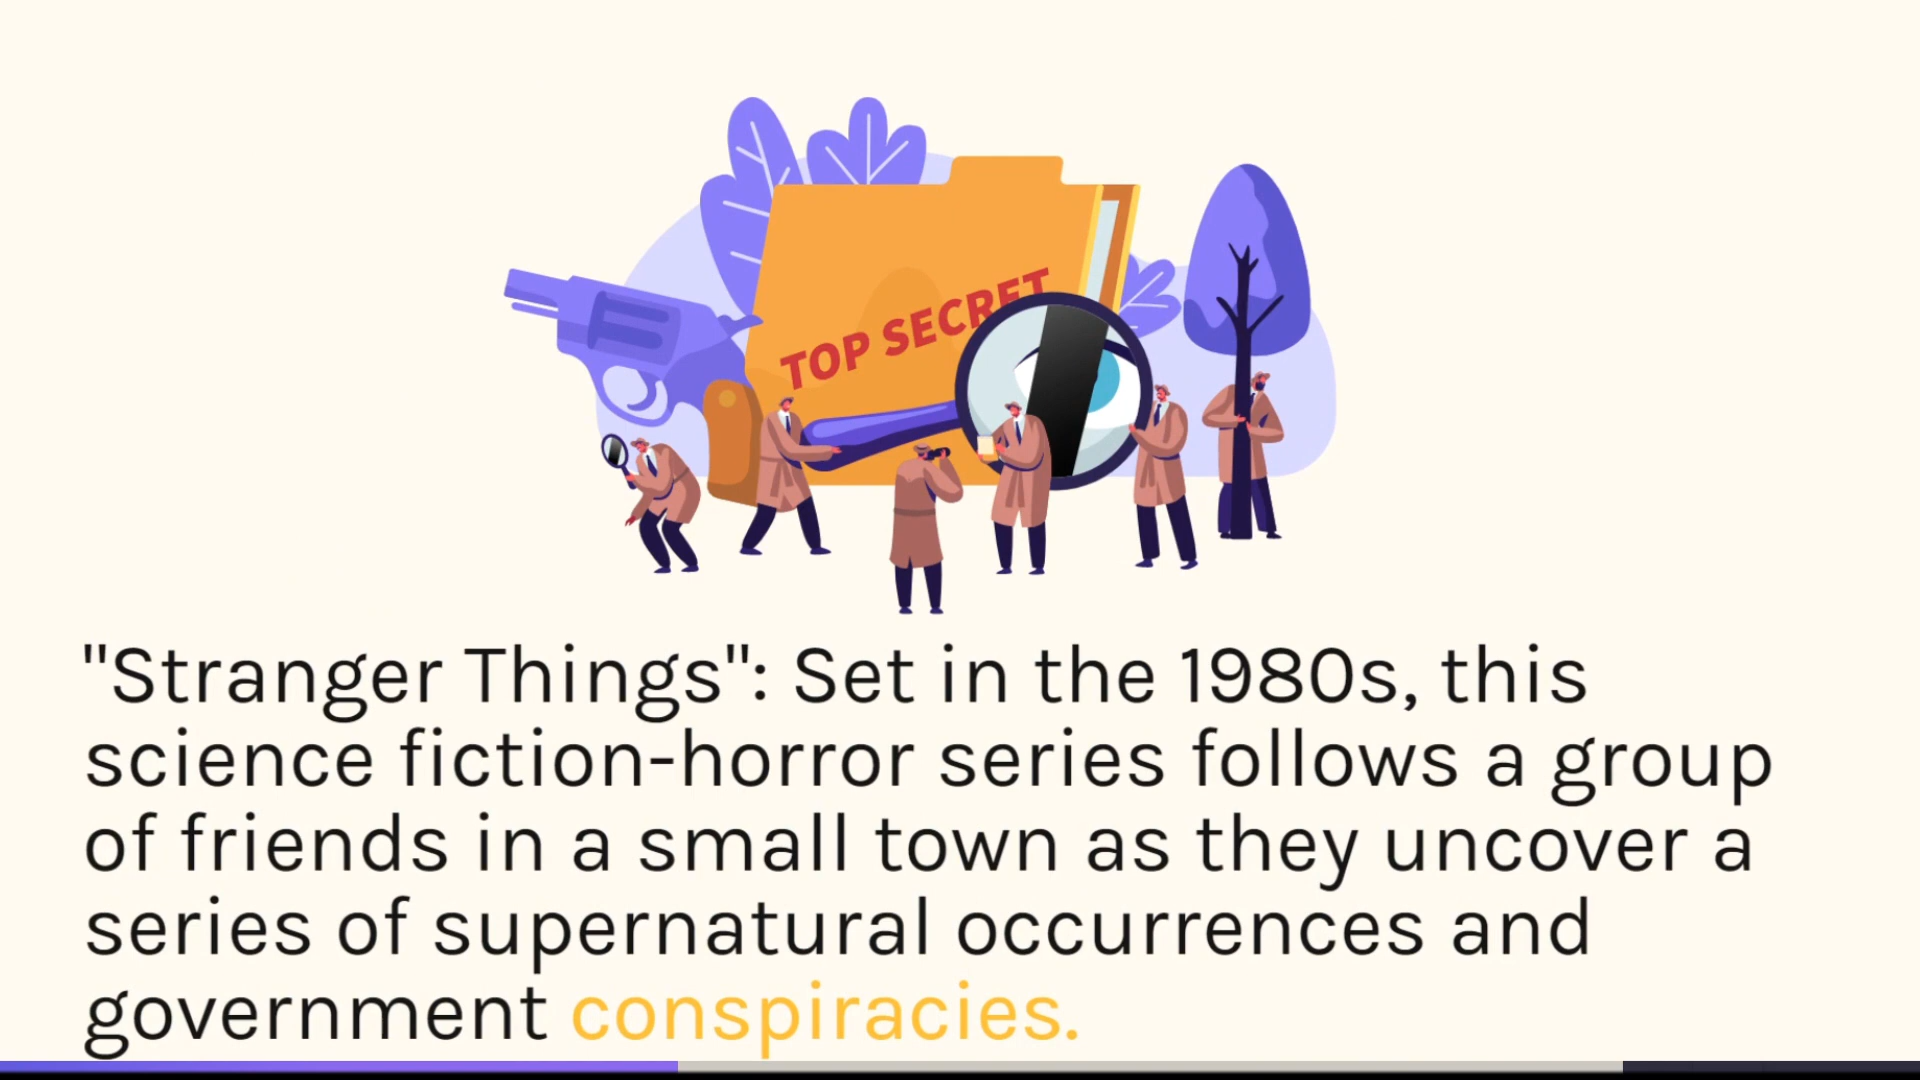 TOP SECRET
"Stranger Things": Set in the 1980s, this
science fiction-horror series follows a group
of friends in a small town as they uncover a
series of supernatural occurrences and
government conspiracies.